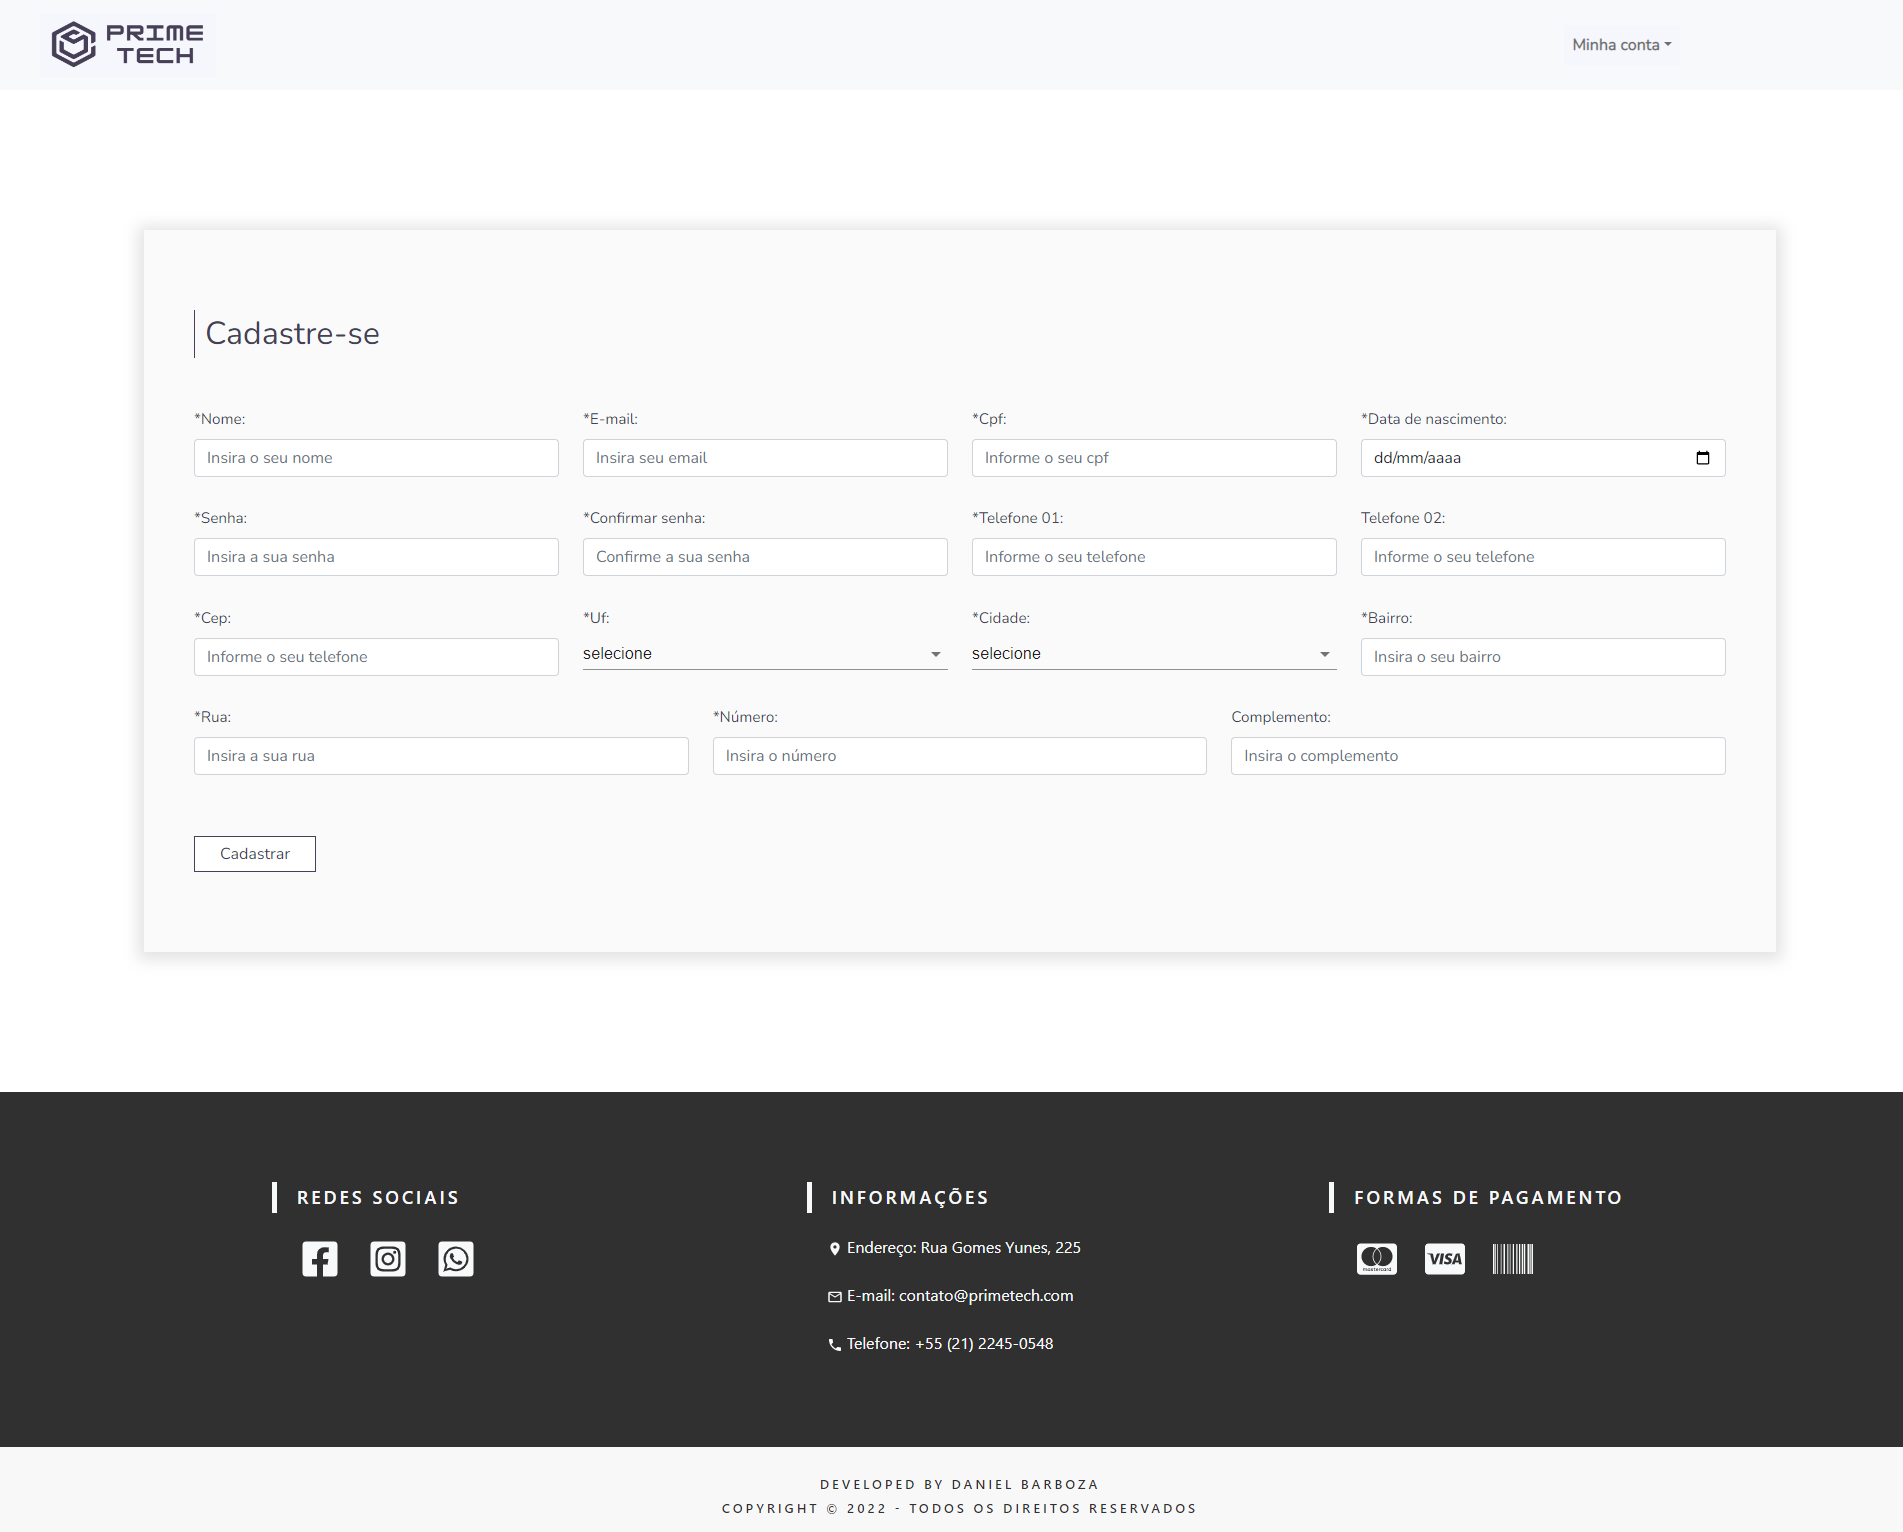 PRIME
TECH
Minha conta
Cadastre-se
*Nome: *E-mail: *Cpf: *Data de nascimento:
Insira o seu nome Insira seu email Informe o seu cpf dd/mm/aaaa
*Senha: *Confirmar senha: *Telefone 01: Telefone 02:
Insira a sua senha Confirme a sua senha Informe o seu telefone Informe o seu telefone
*Cep: *Uf: *Cidade: *Bairro:
Informe o seu telefone selecione selecione Insira o seu bairro
*Rua: *Número: Complemento:
Insira a sua rua Insira o número Insira o complemento
Cadastrar
REDES SOCIAIS INFORMAÇÕES FORMAS DE PAGAMENTO
Endereço: Rua Gomes Yunes, 225
mastercard VISA
E-mail: contato@primetech.com
Telefone: +55 (21) 2245-0548
DEVELOPED BY DANIEL BARBOZA
COPYRIGHT © 2022 - TODOS OS DIREITOS RESERVADOS